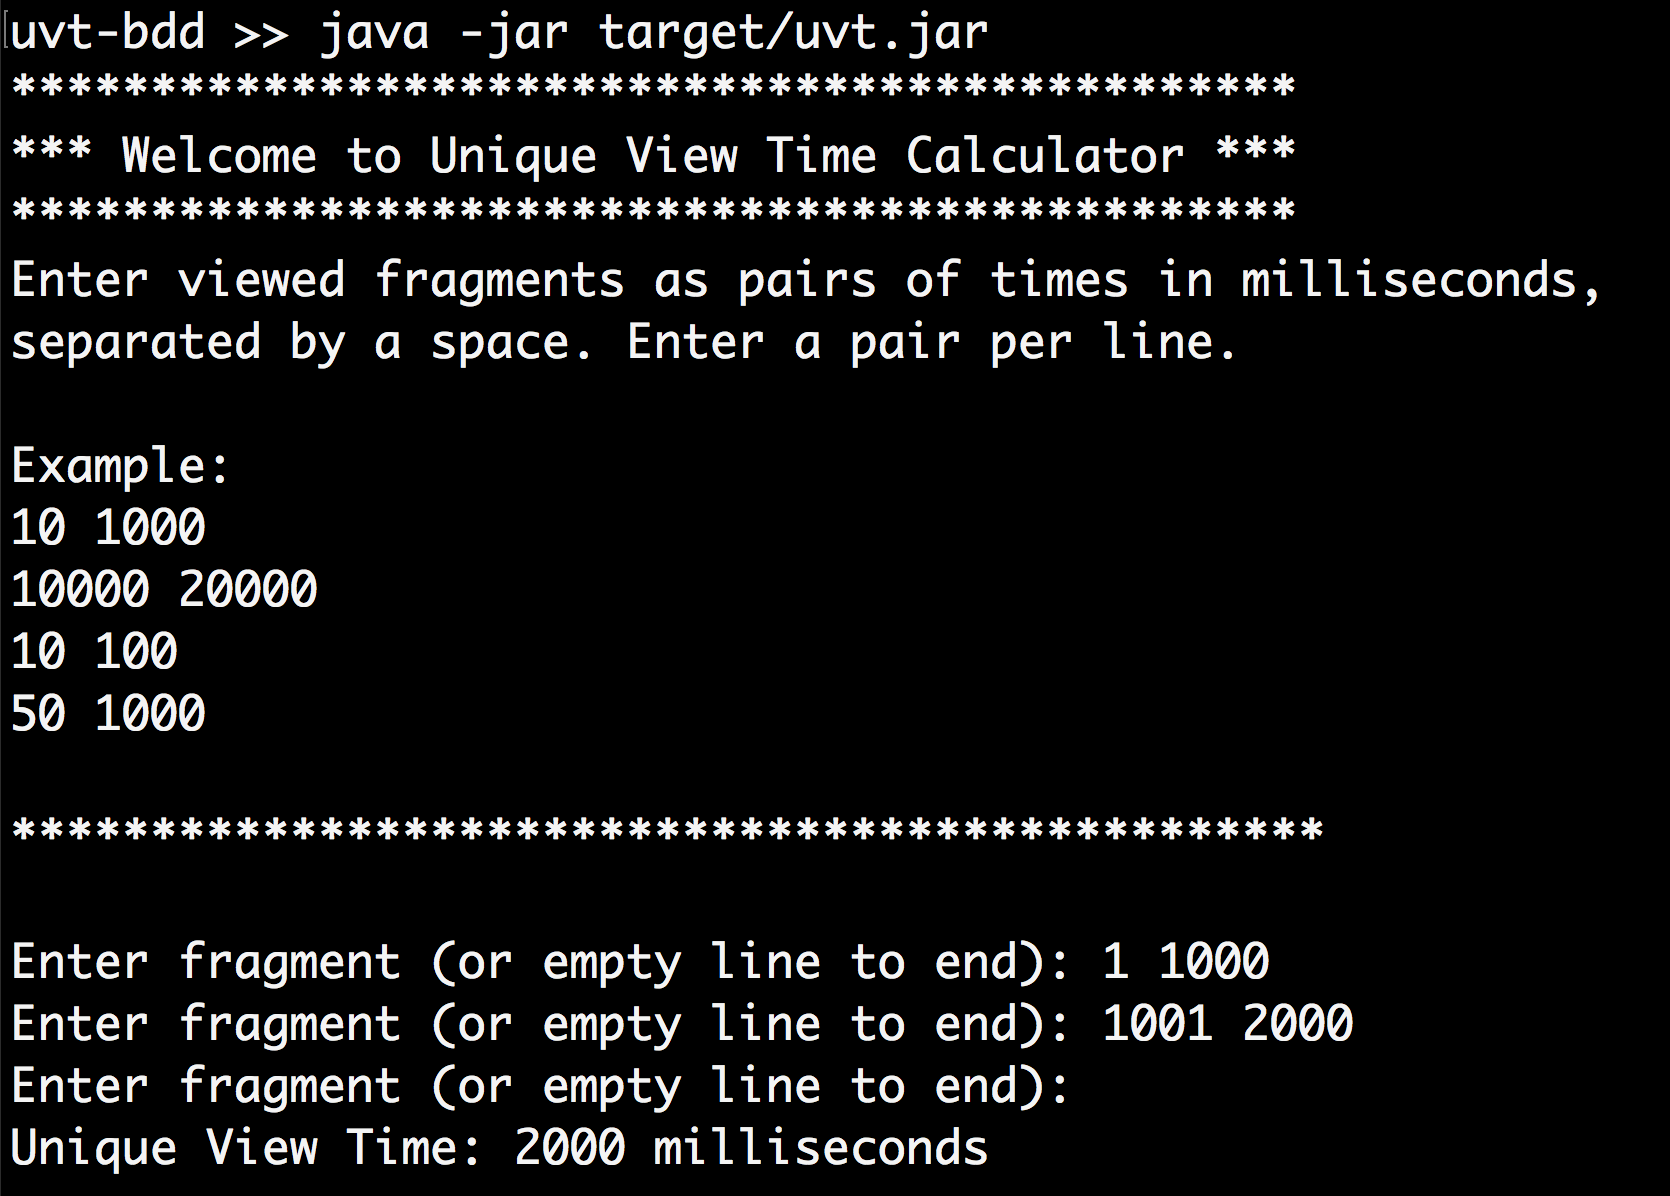 uvt-bdd >> java -jar target/uvt.jar
**********************************************
*** Welcome to Unique View Time Calculator ***
**********************************************
Enter viewed fragments as pairs of times in milliseconds,
separated by a space. Enter a pair per line.
Example:
10 1000
10000 20000
10 100
50 1000
***********************************************
Enter fragment (or empty line to end): 1 1000
Enter fragment (or empty line to end): 1001 2000
Enter fragment (or empty line to end):
Unique View Time: 2000 milliseconds